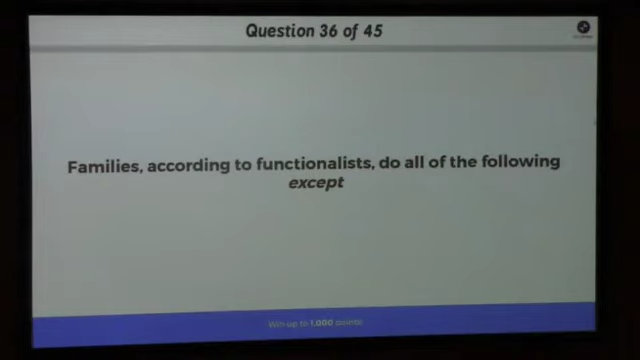 Question 36 of 45
Families, according to functionalists, do all of the following
except
Win up to 1,000 points!